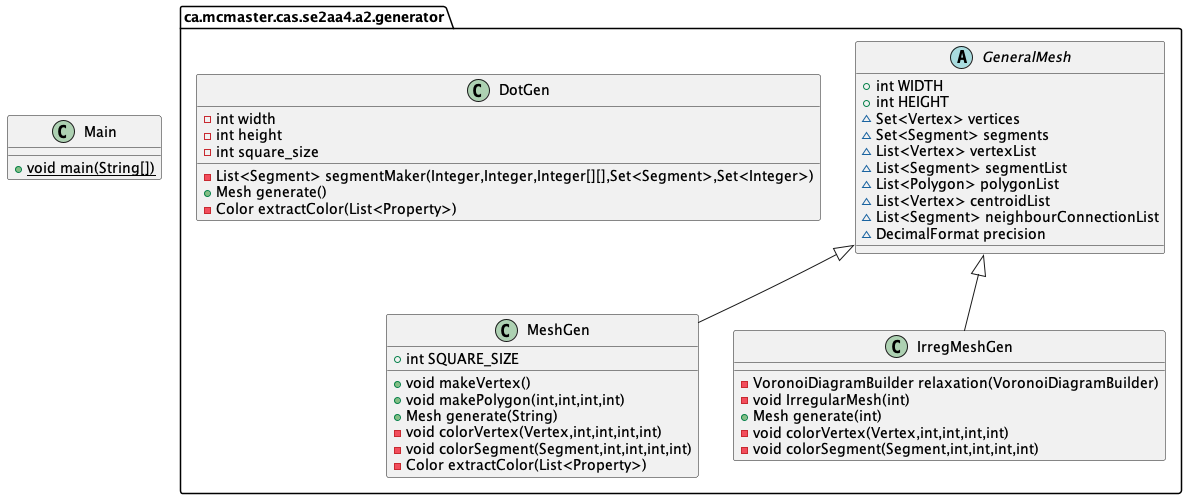 ca.mcmaster.cas.se2aa4.a2.generator
C Main
void main(String[])
C DotGen
int width
int height
int square_size
List<Segment> segmentMaker(Integer,Integer,Integer[][],Set<Segment>,Set<Integer>)
Mesh generate()
Color extractColor(List<Property>)
A GeneralMesh
int WIDTH
int HEIGHT
Set<Vertex> vertices
Set<Segment> segments
List<Vertex> vertexList
List<Segment> segmentList
List<Polygon> polygonList
List<Vertex> centroidList
List<Segment> neighbourConnectionList
DecimalFormat precision
C MeshGen
int SQUARE_SIZE
void makeVertex()
void makePolygon(int,int,int,int)
Mesh generate(String)
void colorVertex(Vertex,int,int,int,int)
void colorSegment(Segment,int,int,int,int)
Color extractColor(List<Property>)
C IrregMeshGen
VoronoiDiagramBuilder relaxation(VoronoiDiagramBuilder)
void IrregularMesh(int)
Mesh generate(int)
void colorVertex(Vertex,int,int,int,int)
void colorSegment(Segment,int,int,int,int)